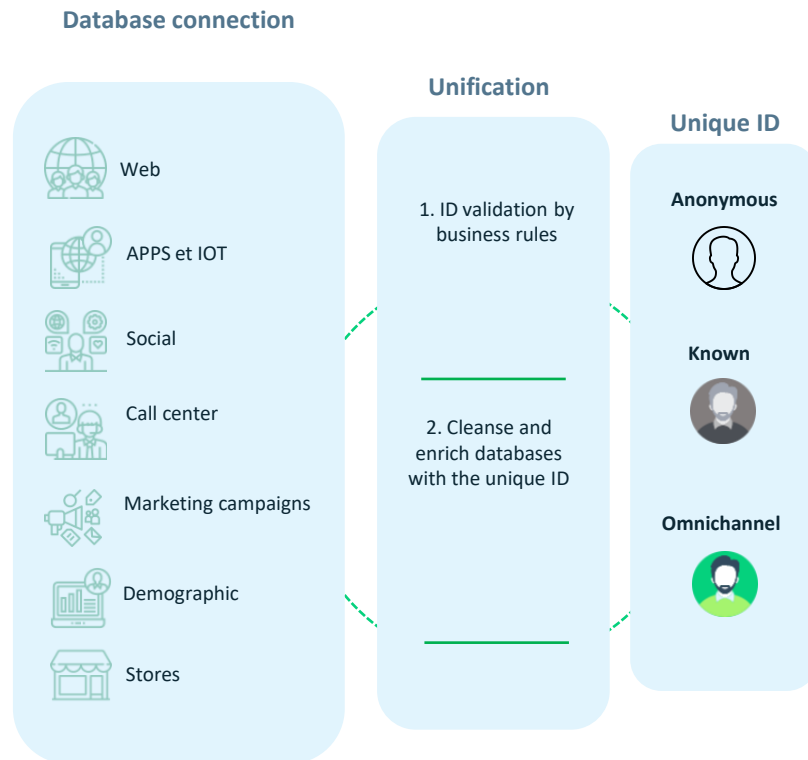 Database connection
Web
APPS et IOT
Social
Call center
Marketing campaigns
Demographic
Stores
Unification
1. ID validation by
business rules
2. Cleanse and
enrich databases
with the unique ID
Unique ID
Anonymous
Known
Omnichannel